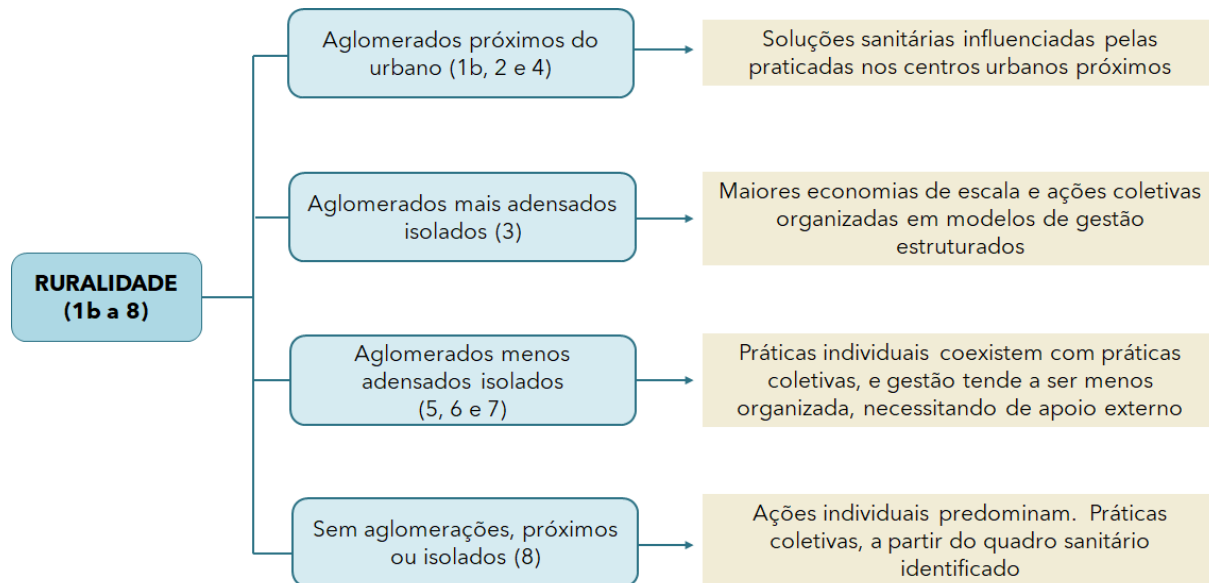 Aglomerados próximos do
urbano (1b, 2 e 4)
Soluções sanitárias influenciadas pelas
praticadas nos centros urbanos próximos
Aglomerados mais adensados
isolados (3)
Maiores economias de escala e ações coletivas
organizadas em modelos de gestão
estruturados
RURALIDADE
(1b a 8)
Aglomerados menos
adensados isolados
(5, 6 e 7)
Práticas individuais coexistem com práticas
coletivas, e gestão tende a ser menos
organizada, necessitando de apoio externo
Sem aglomerações, próximos
ou isolados (8)
Ações individuais predominam. Práticas
coletivas, a partir do quadro sanitário
identificado